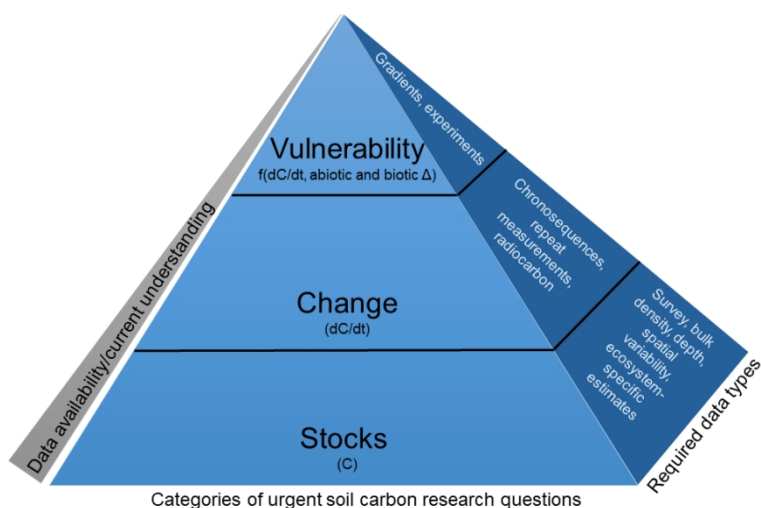 Vulnerability
f(dC/dt, abiotic and biotic Δ)
Change
(dC/dt)
Stocks
(C)
Data availability/current understanding
Gradients, experiments
Chronosequences,
repeat
measurements,
radiocarbon
Survey, bulk
density, depth,
spatial
variability,
ecosystem-
specific
estimates
Required data types
Categories of urgent soil carbon research questions